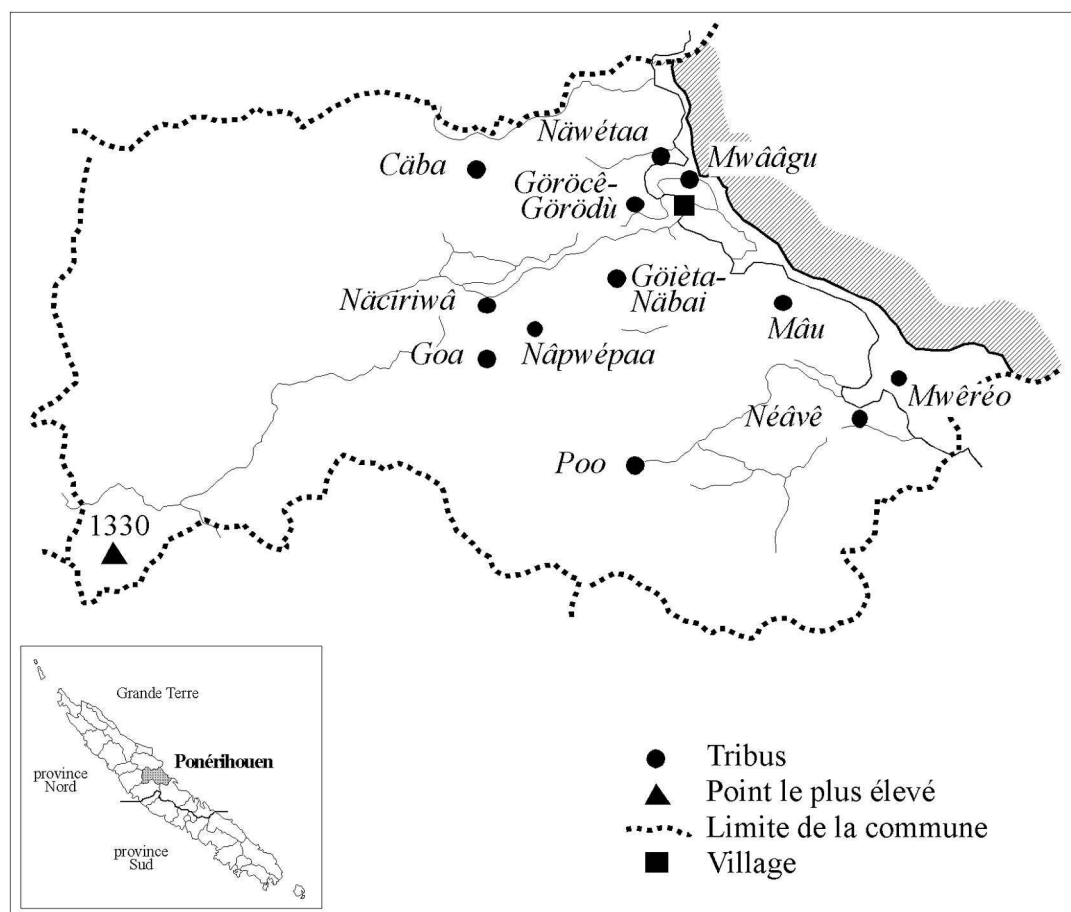 Näwétaa
Mwââgu
Cäba
Göröcê-
Görödù
Göièta-
Näbai
Näciriwâ
Mâu
Nâpwépaa
Goa
Mwêréo
Néâvê
Poo
1330
Grande Terre
Ponérihouen
province
Nord
province
Sud
Tribus
Point le plus élevé
Limite de la commune
Village